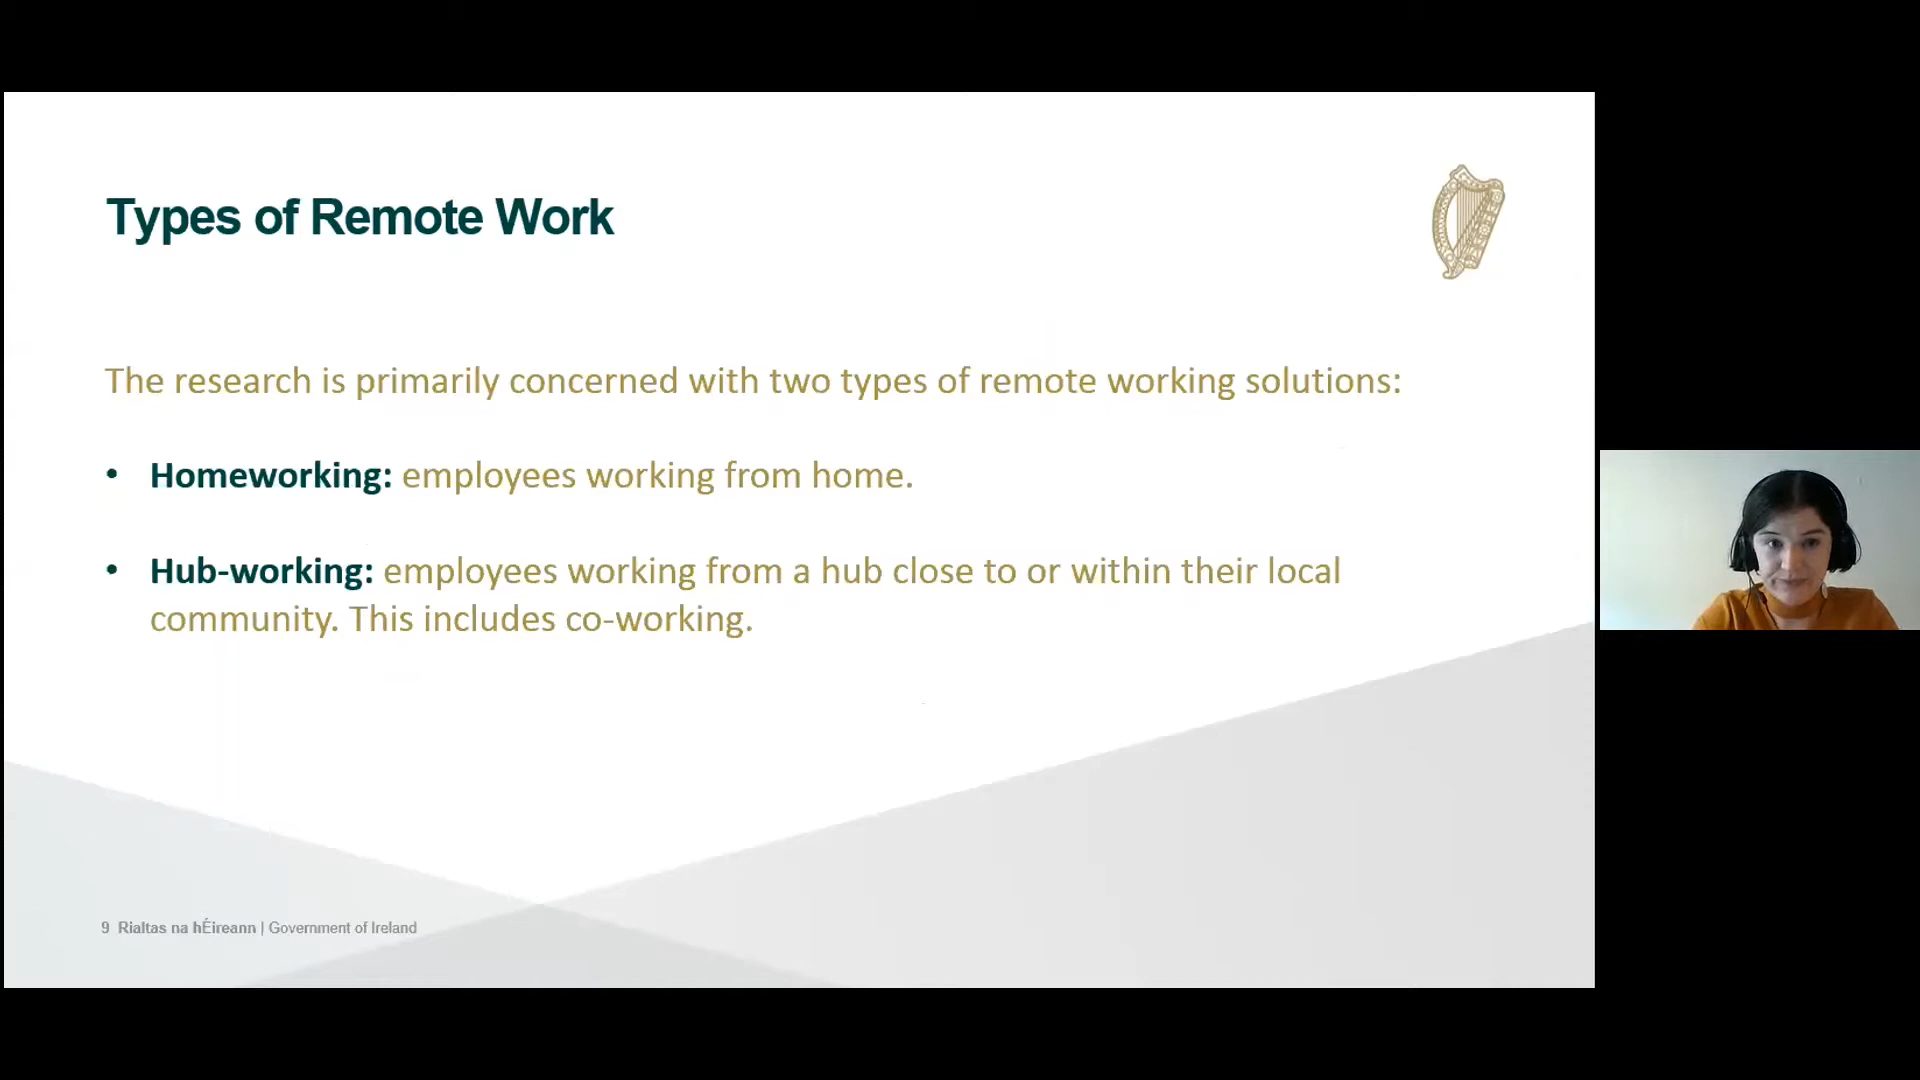 Types of Remote Work
The research is primarily concerned with two types of remote working solutions:
• Homeworking: employees working from home.
• Hub-working: employees working from a hub close to or within their local
community. This includes co-working.
9 Rialtas na hÉireann | Government of Ireland